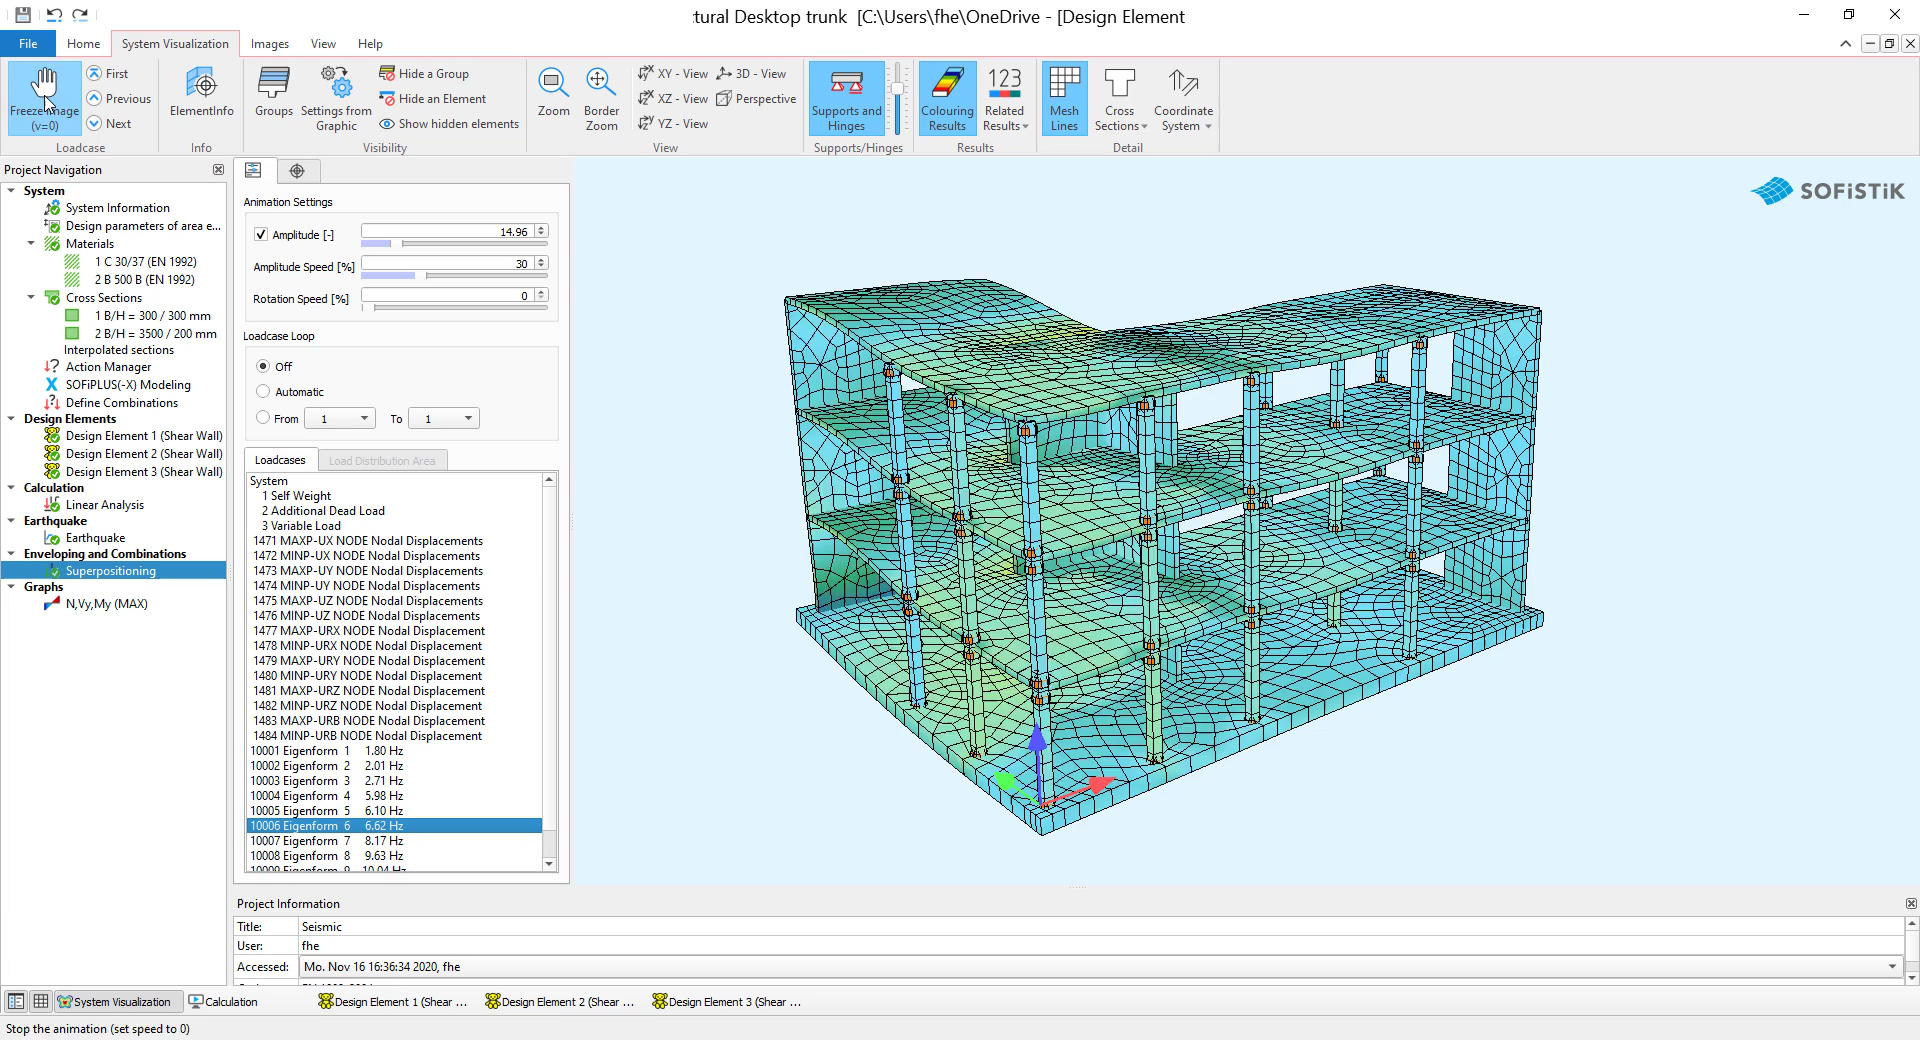 :tural Desktop trunk [C:\Users\fhe\OneDrive - [Design Element
File Home System Visualization Images View Help
Freeze Image (v=0)
First
Previous
Next
Loadcase
ElementInfo
Info
Groups
Settings from Graphic
Hide a Group
Hide an Element
Show hidden elements
Visibility
Zoom
Border Zoom
XY - View
XZ - View
YZ - View
3D - View
Perspective
View
Supports and Hinges
Supports/Hinges
Colouring Results
123
Related Results
Results
Mesh Lines
Cross Sections
Coordinate System
Detail
Project Navigation
System
System Information
Design parameters of area e...
Materials
1 C 30/37 (EN 1992)
2 B 500 B (EN 1992)
Cross Sections
1 B/H = 300 / 300 mm
2 B/H = 3500 / 200 mm
Interpolated sections
Action Manager
SOFiPLUS(-X) Modeling
Define Combinations
Design Elements
Design Element 1 (Shear Wall)
Design Element 2 (Shear Wall)
Design Element 3 (Shear Wall)
Calculation
Linear Analysis
Earthquake
Earthquake
Enveloping and Combinations
Superpositioning
Graphs
N,Vy,My (MAX)
Animation Settings
Amplitude [-] 14.96
Amplitude Speed [%] 30
Rotation Speed [%] 0
Loadcase Loop
Off
Automatic
From 1 To 1
Loadcases Load Distribution Area
System
1 Self Weight
2 Additional Dead Load
3 Variable Load
1471 MAXP-UX NODE Nodal Displacements
1472 MINP-UX NODE Nodal Displacements
1473 MAXP-UY NODE Nodal Displacements
1474 MINP-UY NODE Nodal Displacements
1475 MAXP-UZ NODE Nodal Displacements
1476 MINP-UZ NODE Nodal Displacements
1477 MAXP-URX NODE Nodal Displacement
1478 MINP-URX NODE Nodal Displacement
1479 MAXP-URY NODE Nodal Displacement
1480 MINP-URY NODE Nodal Displacement
1481 MAXP-URZ NODE Nodal Displacement
1482 MINP-URZ NODE Nodal Displacement
1483 MAXP-URB NODE Nodal Displacement
1484 MINP-URB NODE Nodal Displacement
10001 Eigenform 1 1.80 Hz
10002 Eigenform 2 2.01 Hz
10003 Eigenform 3 2.71 Hz
10004 Eigenform 4 5.98 Hz
10005 Eigenform 5 6.10 Hz
10006 Eigenform 6 6.62 Hz
10007 Eigenform 7 8.17 Hz
10008 Eigenform 8 9.63 Hz
10009 Eigenform 9 10.04 Hz
SOFiSTiK
Project Information
Title: Seismic
User: fhe
Accessed: Mo. Nov 16 16:36:34 2020, fhe
System Visualization Calculation Design Element 1 (Shear ... Design Element 2 (Shear ... Design Element 3 (Shear ...
Stop the animation (set speed to 0)